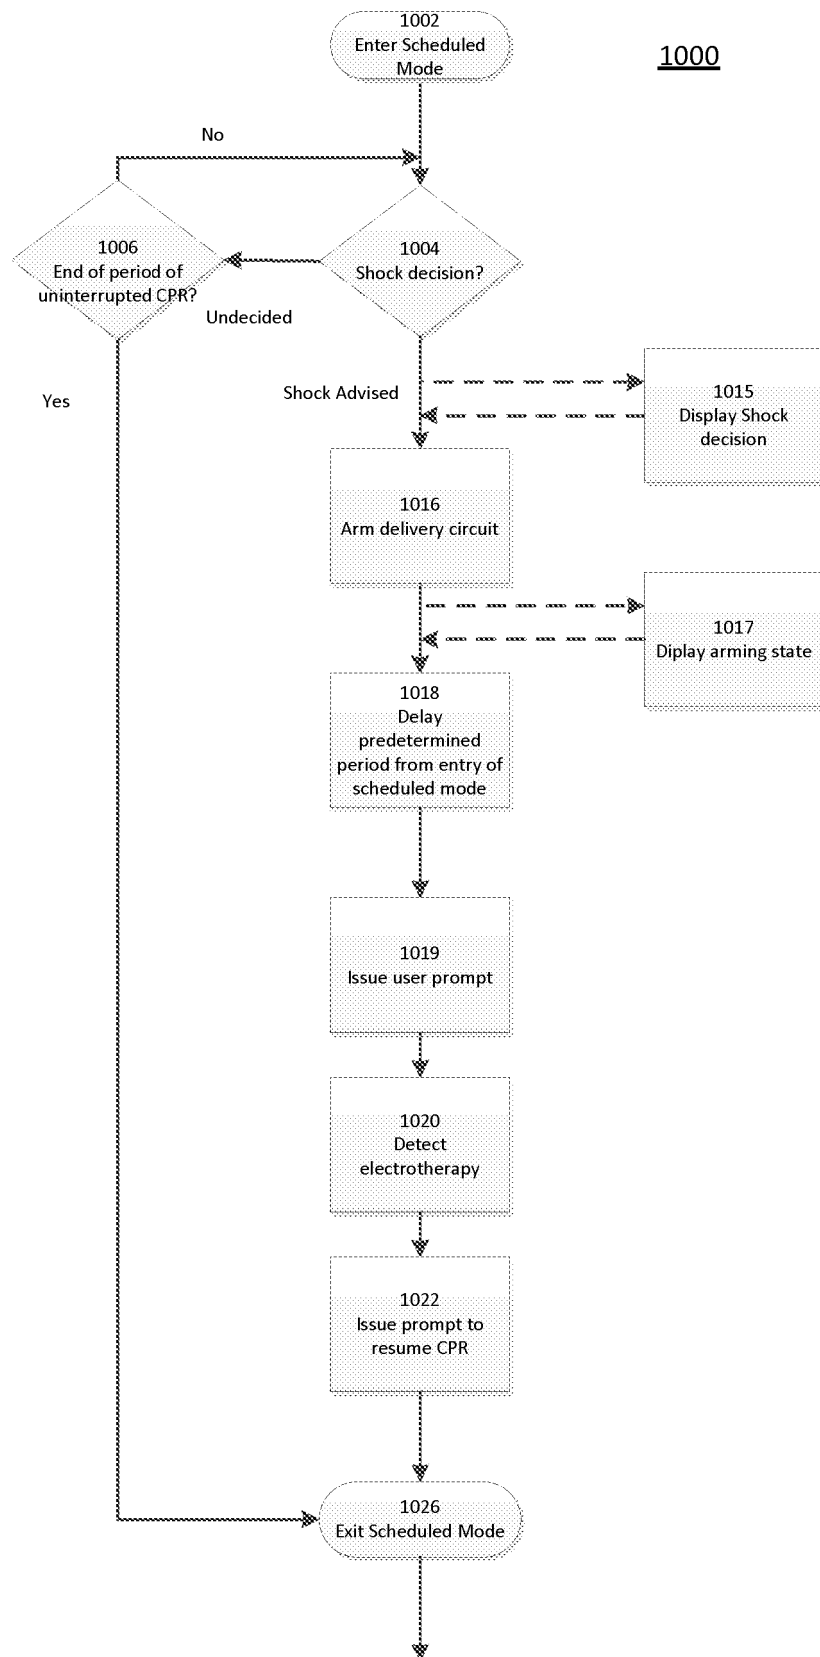 1002
Enter Scheduled
Mode
1000
No
1006
End of period of
uninterrupted CPR?
1004
Shock decision?
Undecided
Yes
Shock Advised
1015
Display Shock
decision
1016
Arm delivery circuit
1017
Diplay arming state
1018
Delay
predetermined
period from entry of
scheduled mode
1019
Issue user prompt
1020
Detect
electrotherapy
1022
Issue prompt to
resume CPR
1026
Exit Scheduled Mode